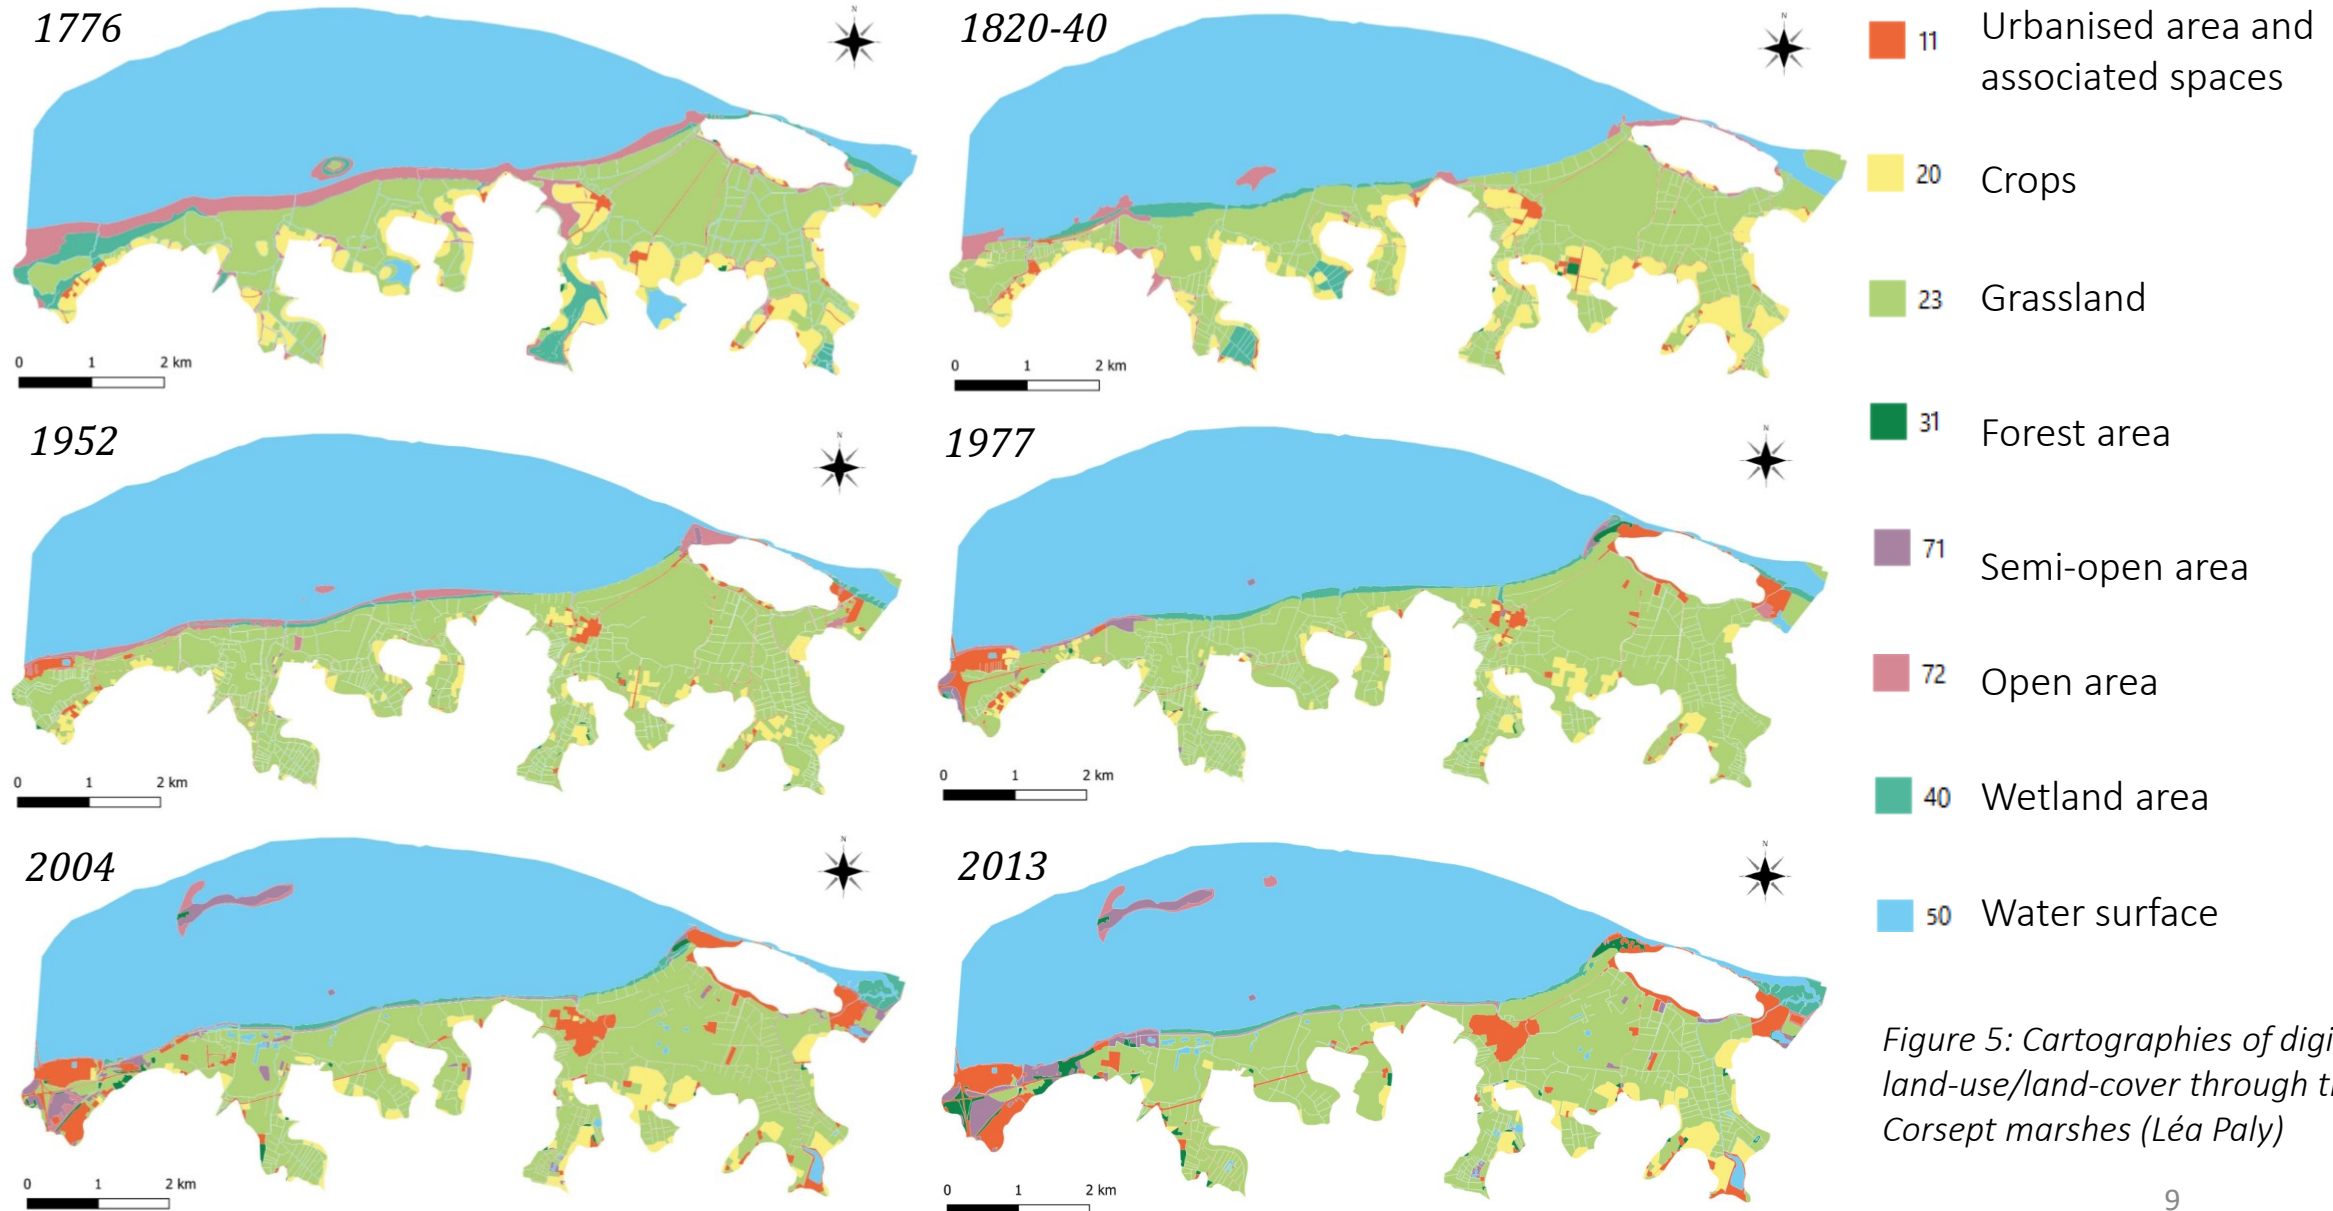 1776
N
0 1 2 km
1820-40
N
0 1 2 km
1952
N
0 1 2 km
1977
N
0 1 2 km
2004
N
0 1 2 km
2013
N
0 1 2 km
11 Urbanised area and
associated spaces
20 Crops
23 Grassland
31 Forest area
71 Semi-open area
72 Open area
40 Wetland area
50 Water surface
Figure 5: Cartographies of digi
land-use/land-cover through t
Corsept marshes (Léa Paly)
9